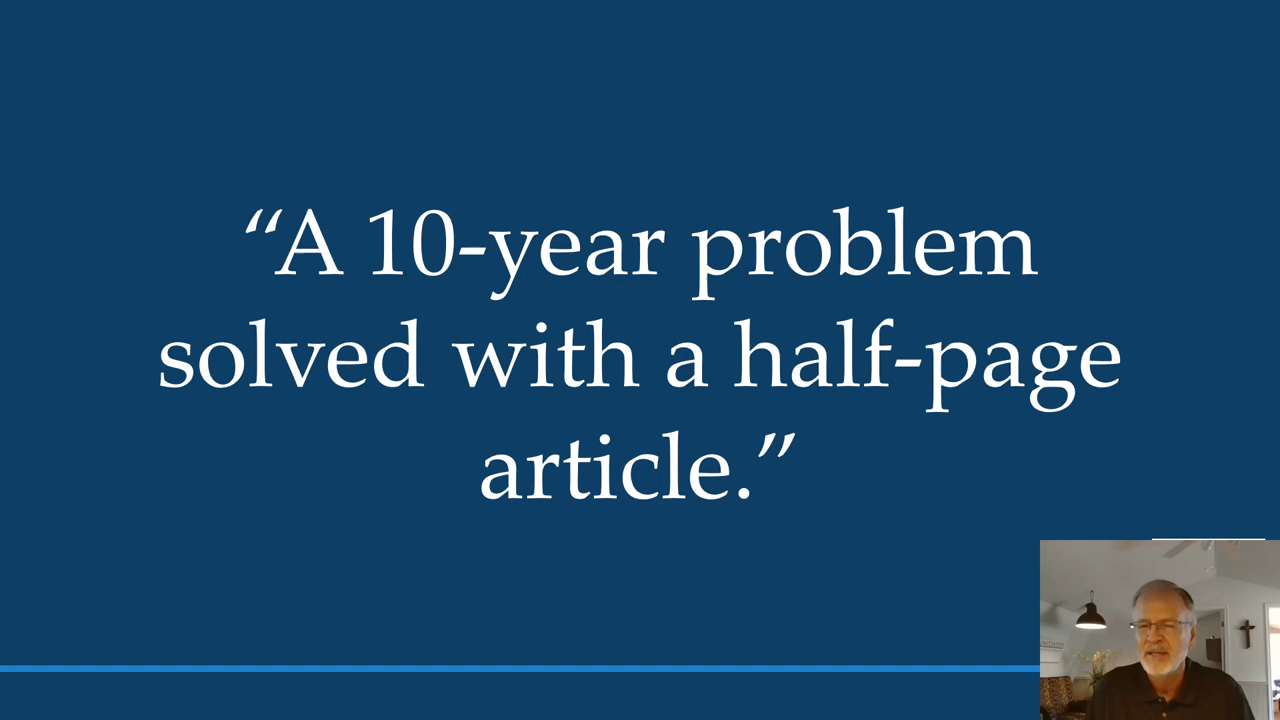 “A 10-year problem
solved with a half-page
article.”